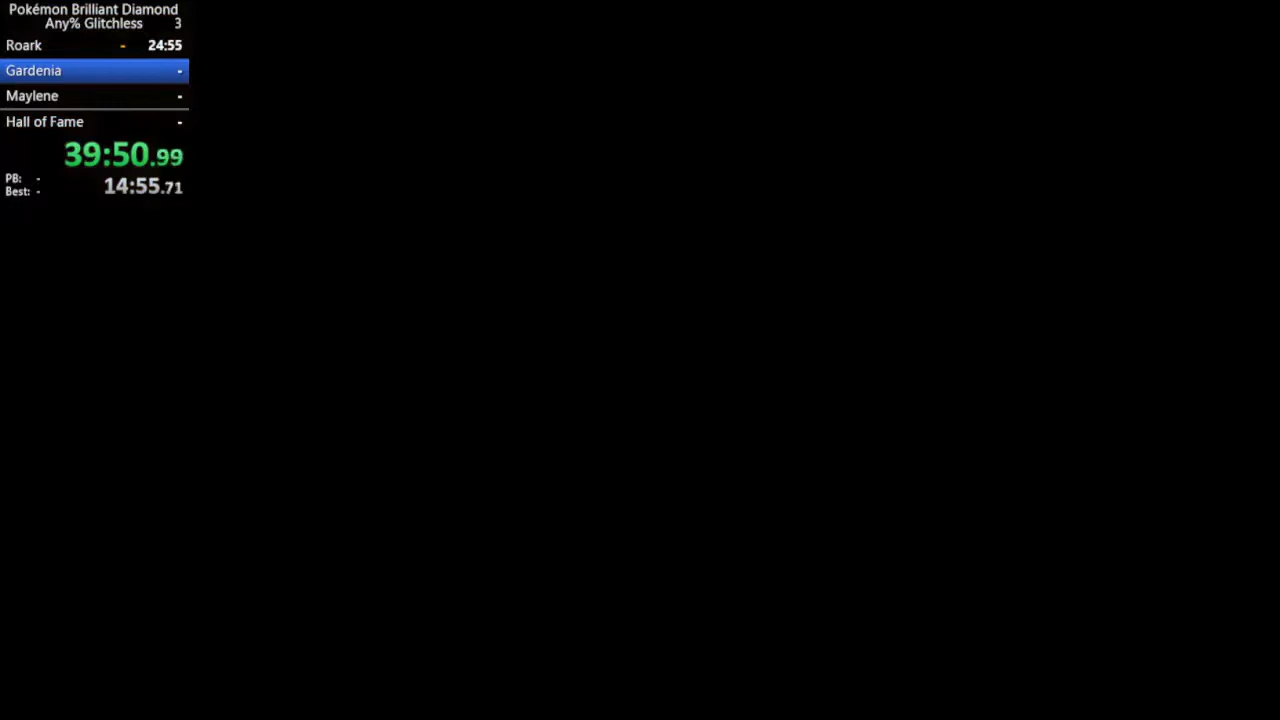 Pokémon Brilliant Diamond
Any% Glitchless 3
Roark - 24:55
Gardenia -
Maylene -
Hall of Fame -
39:50.99
PB: -
Best: - 14:55.71